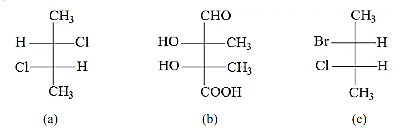 CH₃ CHO CH₃
H Cl HO CH₃ Br H
Cl H HO CH₃ Cl H
CH₃ COOH CH₃
(a) (b) (c)